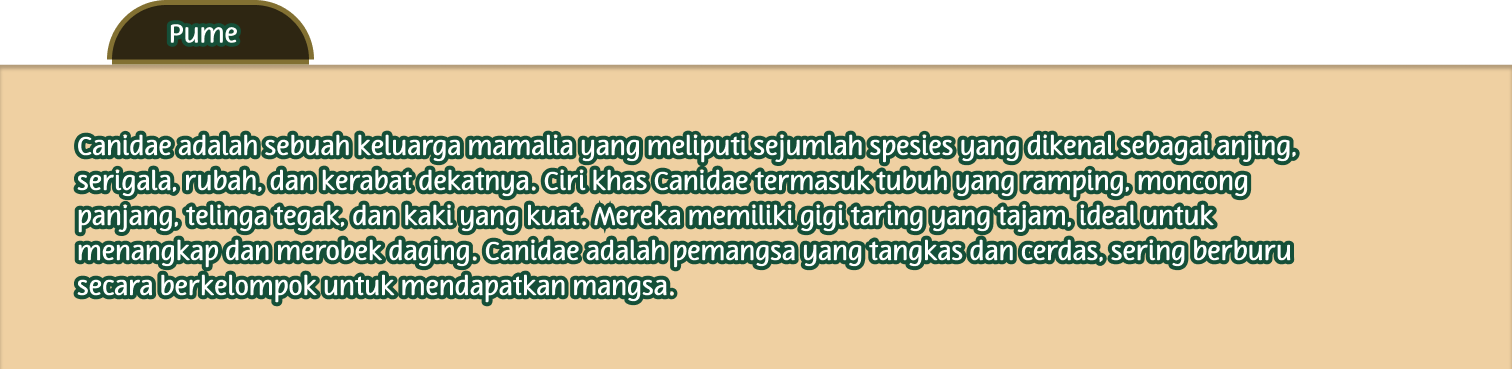 Pume
Canidae adalah sebuah keluarga mamalia yang meliputi sejumlah spesies yang dikenal sebagai anjing,
serigala, rubah, dan kerabat dekatnya. Ciri khas Canidae termasuk tubuh yang ramping, moncong
panjang, telinga tegak, dan kaki yang kuat. Mereka memiliki gigi taring yang tajam, ideal untuk
menangkap dan merobek daging. Canidae adalah pemangsa yang tangkas dan cerdas, sering berburu
secara berkelompok untuk mendapatkan mangsa.